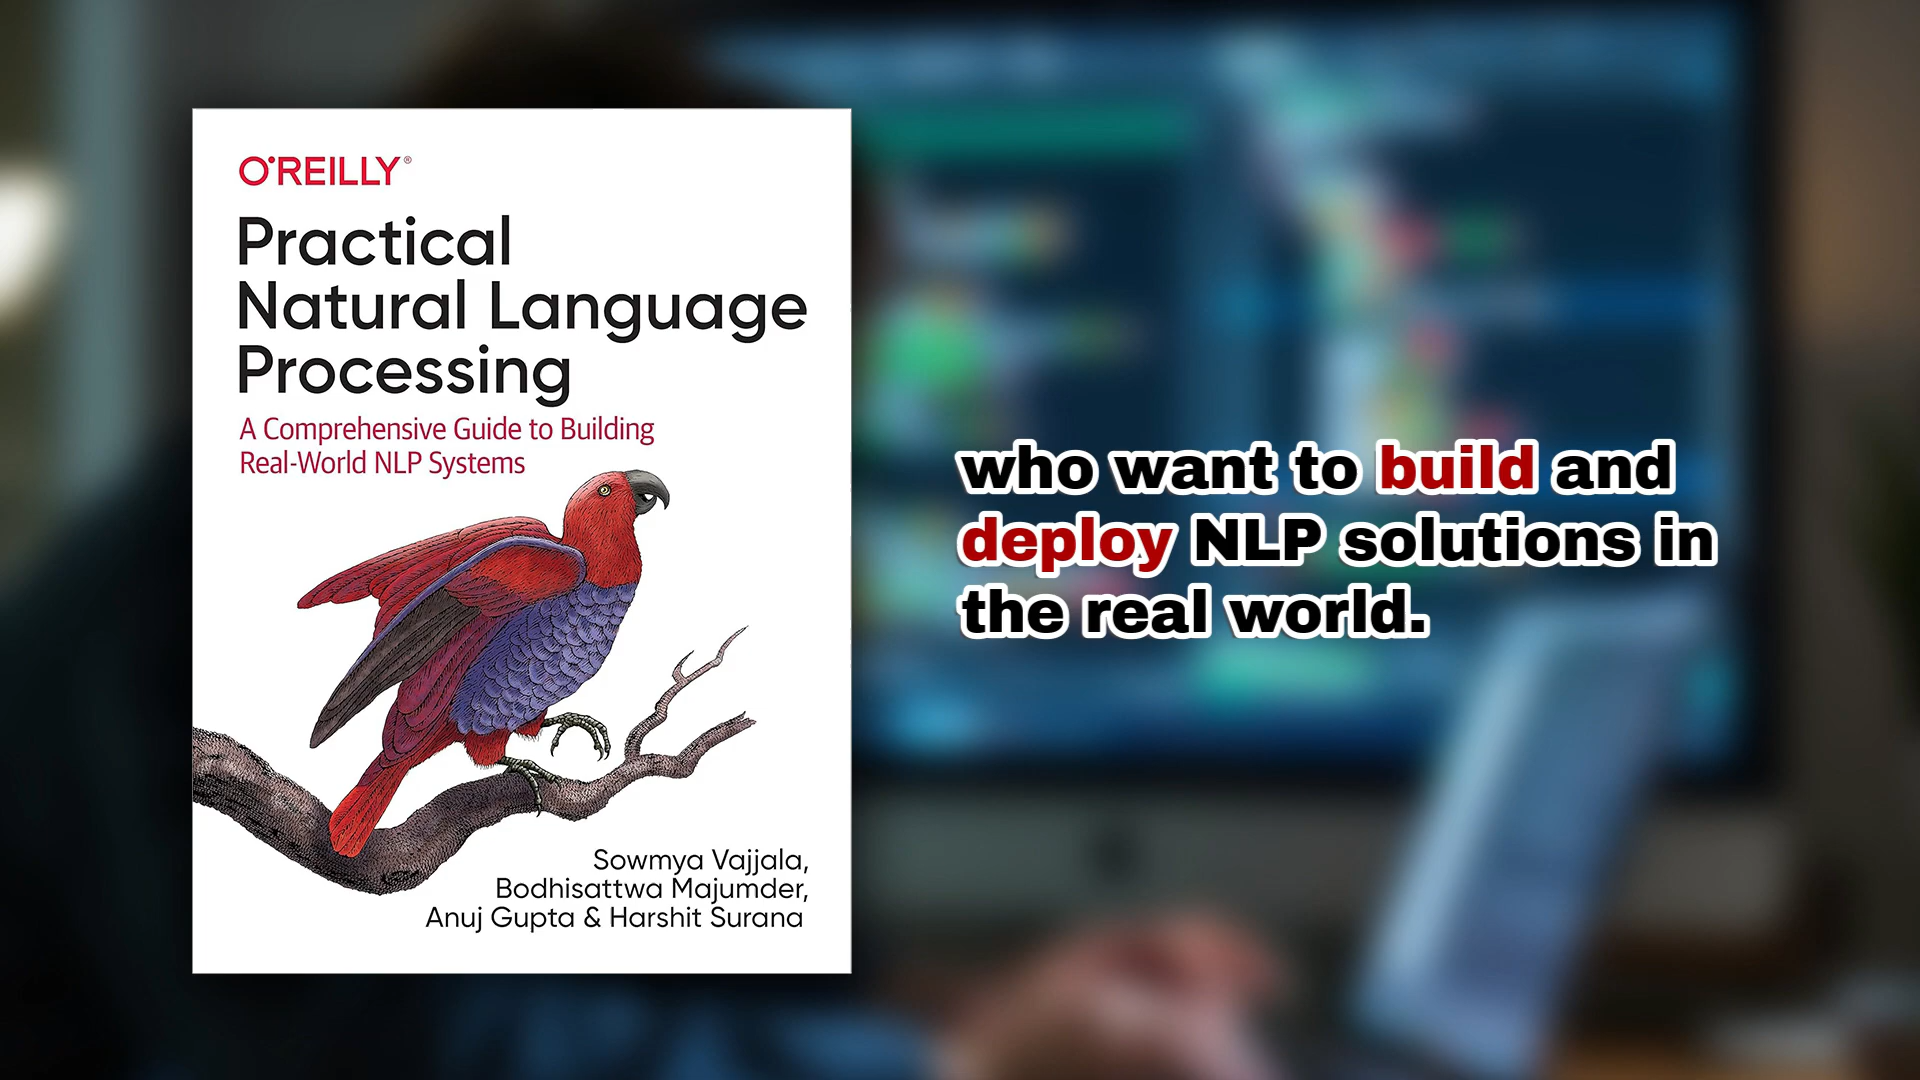 O'REILLY®
Practical
Natural Language
Processing
A Comprehensive Guide to Building
Real-World NLP Systems
Sowmya Vajjala,
Bodhisattwa Majumder,
Anuj Gupta & Harshit Surana
who want to build and
deploy NLP solutions in
the real world.